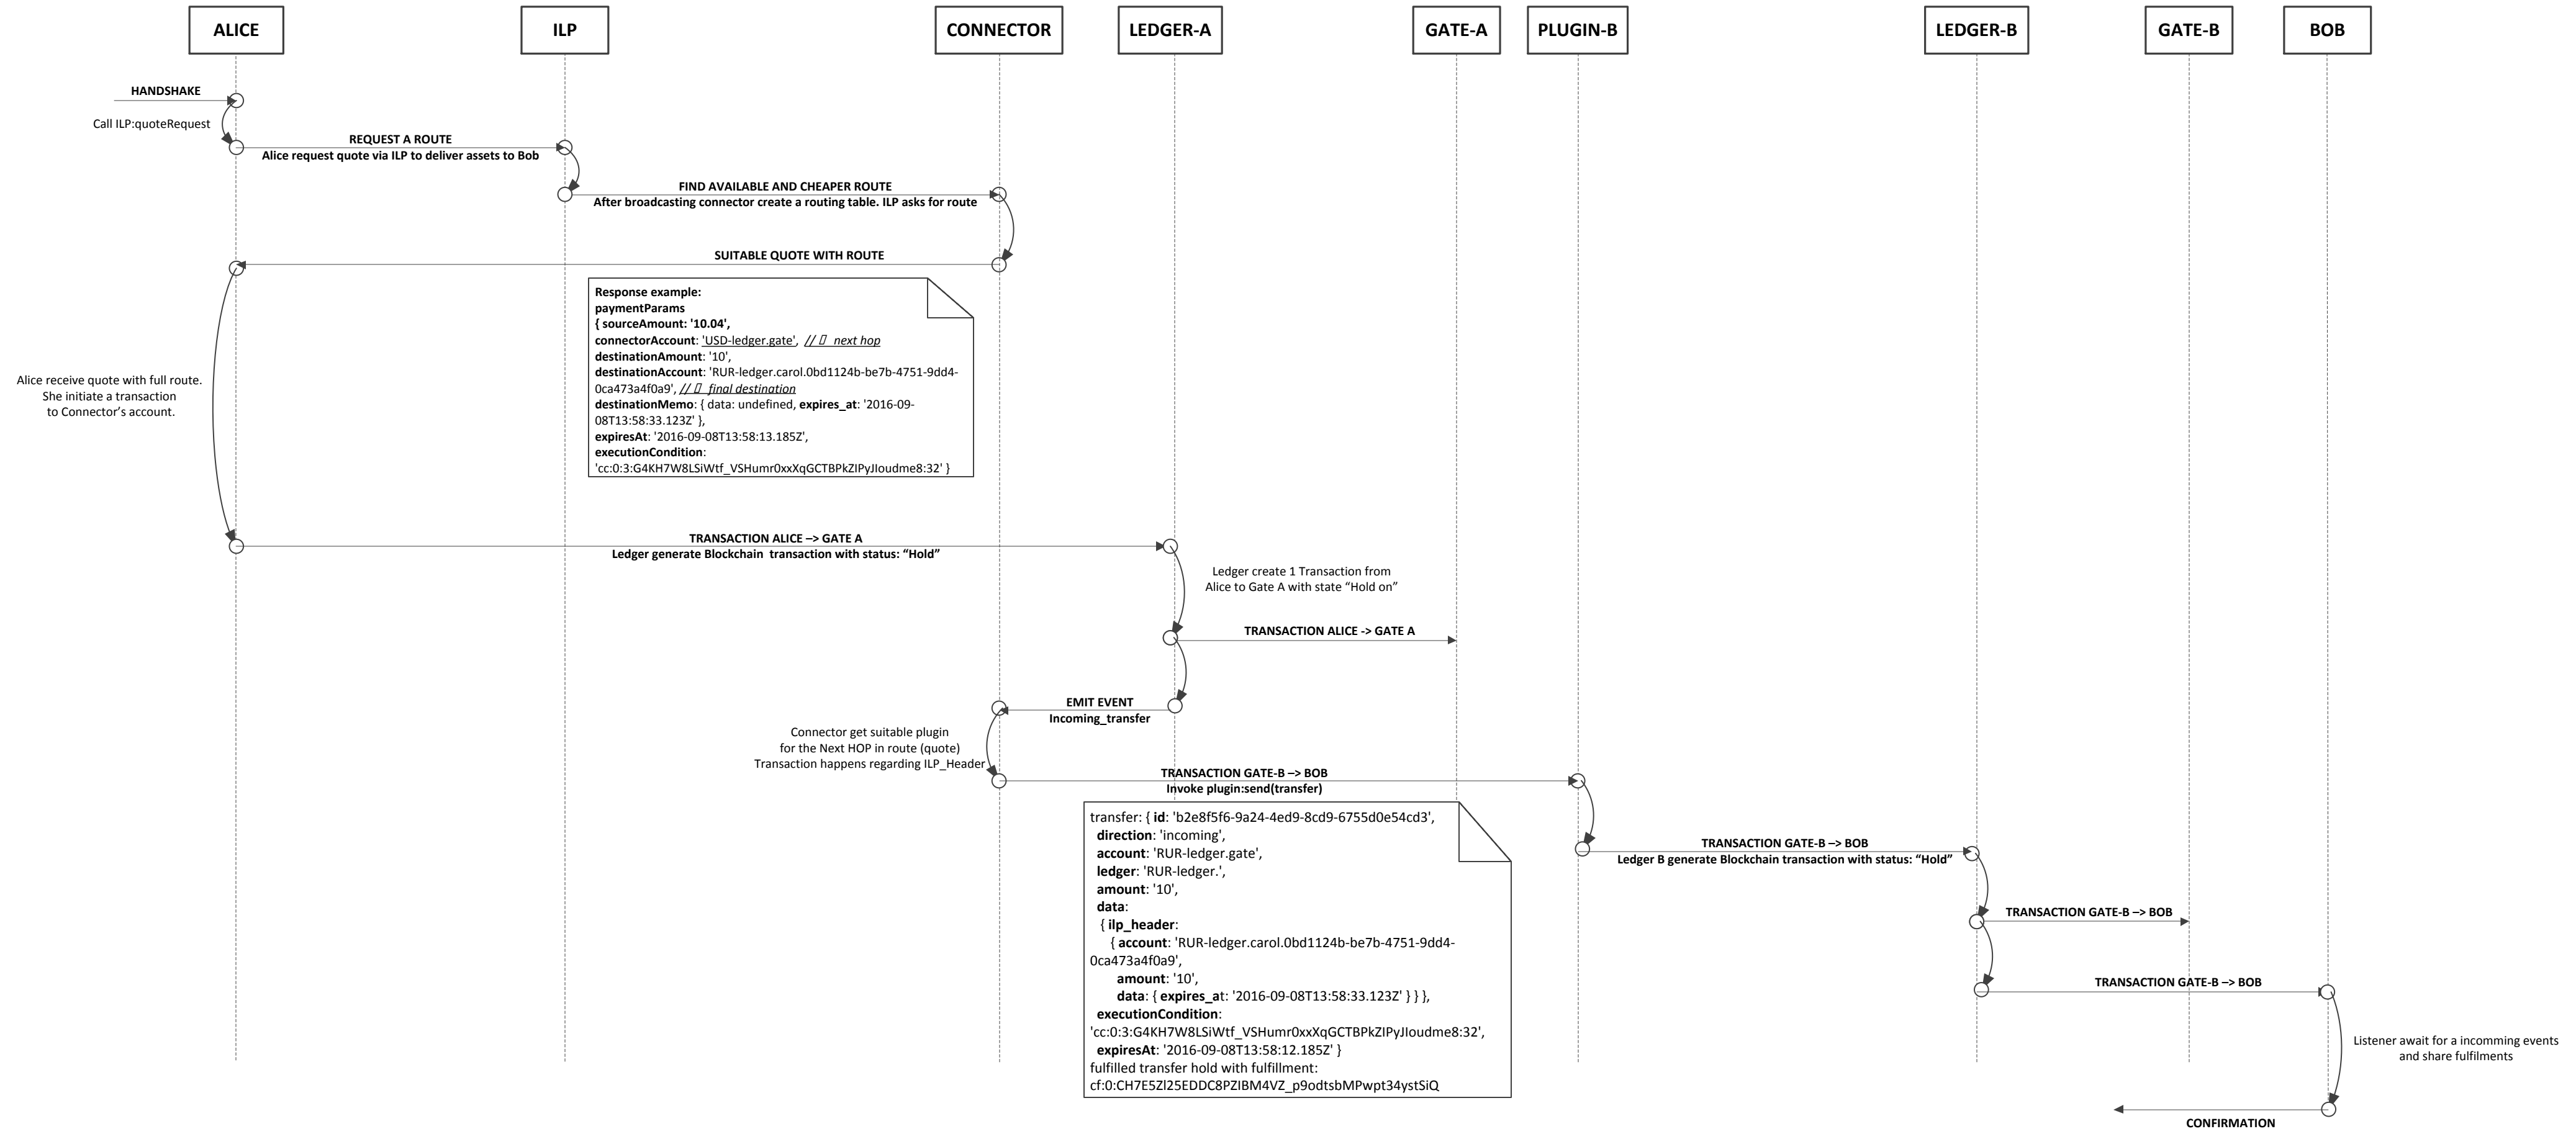 ALICE
ILP
CONNECTOR
LEDGER-A
GATE-A
PLUGIN-B
LEDGER-B
GATE-B
BOB
HANDSHAKE
Call ILP:quoteRequest
REQUEST A ROUTE
Alice request quote via ILP to deliver assets to Bob
FIND AVAILABLE AND CHEAPER ROUTE
After broadcasting connector create a routing table. ILP asks for route
SUITABLE QUOTE WITH ROUTE
Response example:
paymentParams
{ sourceAmount: '10.04',
connectorAccount: 'USD-ledger.gate', // next hop
destinationAmount: '10',
destinationAccount: 'RUR-ledger.carol.0bd1124b-be7b-4751-9dd4-
0ca473a4f0a9', // final destination
destinationMemo: { data: undefined, expires_at: '2016-09-
08T13:58:33.123Z' },
expiresAt: '2016-09-08T13:58:13.185Z',
executionCondition:
'cc:0:3:G4KH7W8LSiWtf_VSHumr0xxXqGCTBPkZIPyJIoudme8:32' }
Alice receive quote with full route.
She initiate a transaction
to Connector’s account.
TRANSACTION ALICE –> GATE A
Ledger generate Blockchain transaction with status: “Hold”
Ledger create 1 Transaction from
Alice to Gate A with state “Hold on”
TRANSACTION ALICE -> GATE A
EMIT EVENT
Incoming_transfer
Connector get suitable plugin
for the Next HOP in route (quote)
Transaction happens regarding ILP_Header
TRANSACTION GATE-B –> BOB
Invoke plugin:send(transfer)
transfer: { id: 'b2e8f5f6-9a24-4ed9-8cd9-6755d0e54cd3',
direction: 'incoming',
account: 'RUR-ledger.gate',
ledger: 'RUR-ledger.',
amount: '10',
data:
{ ilp_header:
{ account: 'RUR-ledger.carol.0bd1124b-be7b-4751-9dd4-
0ca473a4f0a9',
amount: '10',
data: { expires_at: '2016-09-08T13:58:33.123Z' } } },
executionCondition:
'cc:0:3:G4KH7W8LSiWtf_VSHumr0xxXqGCTBPkZIPyJIoudme8:32',
expiresAt: '2016-09-08T13:58:12.185Z' }
fulfilled transfer hold with fulfillment:
cf:0:CH7E5Zl25EDDC8PZIBM4VZ_p9odtsbMPwpt34ystSiQ
TRANSACTION GATE-B –> BOB
Ledger B generate Blockchain transaction with status: “Hold”
TRANSACTION GATE-B –> BOB
TRANSACTION GATE-B –> BOB
Listener await for a incomming events
and share fulfilments
CONFIRMATION